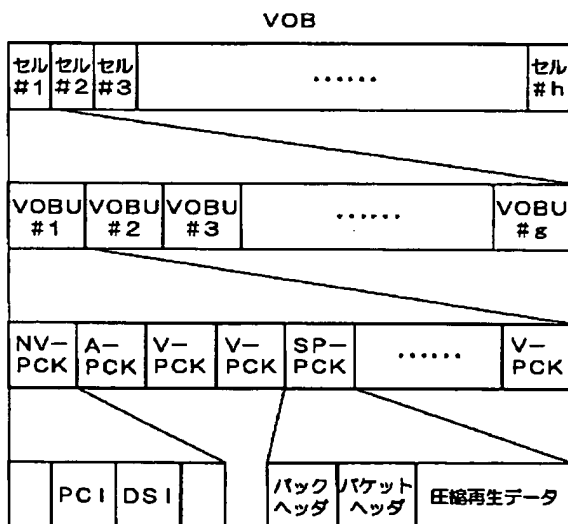 VOB
セル #1 セル #2 セル #3 …… セル #h
VOBU #1 VOBU #2 VOBU #3 …… VOBU #g
NV-PCK A-PCK V-PCK V-PCK SP-PCK …… V-PCK
PCI DSI パックヘッダ パケットヘッダ 圧縮再生データ